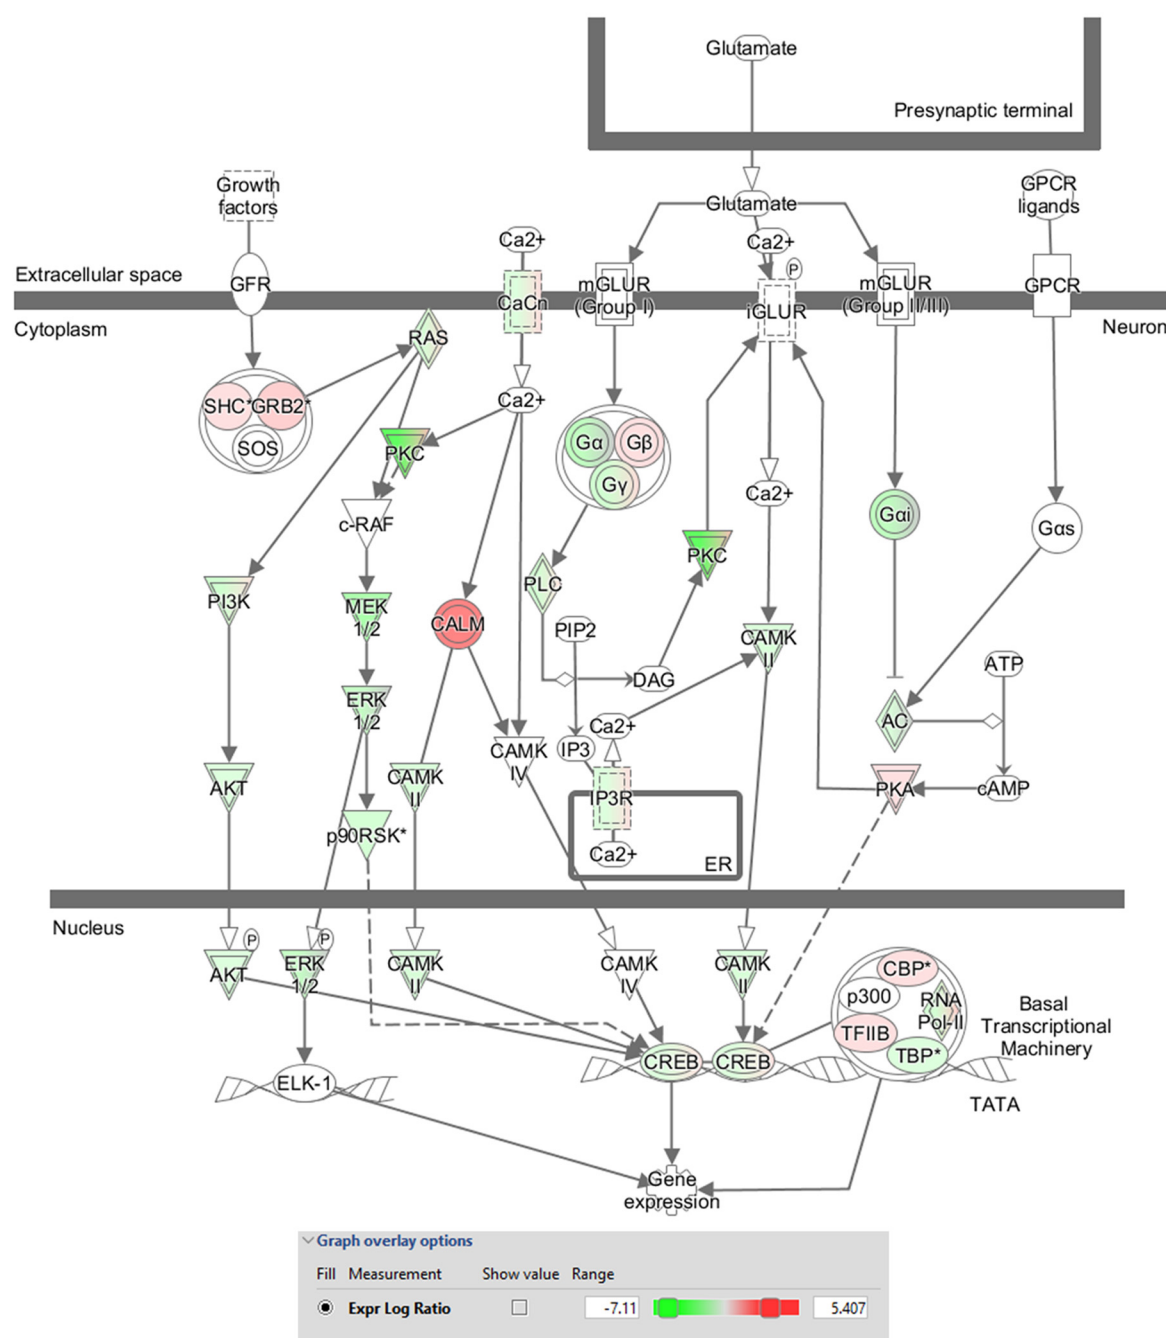 Glutamate
Presynaptic terminal
Growth
factors
GPCR
ligands
Glutamate
Ca2+
Ca2+
P
Extracellular space
GFR
CaCn
mGLUR
(Group I)
iGLUR
mGLUR
(Group II/III)
GPCR
Cytoplasm
Neuron
RAS
SHC*
GRB2*
SOS
Ca2+
PKC
Gα
Gβ
Gγ
Ca2+
c-RAF
Gαi
Gαs
PKC
PLC
PI3K
MEK
1/2
CALM
PIP2
CAMK
II
DAG
ATP
ERK
1/2
Ca2+
AC
IP3
CAMK
IV
AKT
CAMK
II
IP3R
PKA
cAMP
p90RSK*
Ca2+
ER
Nucleus
P
P
AKT
ERK
1/2
CAMK
II
CAMK
IV
CAMK
II
CBP*
p300
RNA
Pol-II
TFIIB
TBP*
Basal
Transcriptional
Machinery
CREB
CREB
ELK-1
TATA
Gene
expression
Graph overlay options
Fill Measurement Show value Range
Expr Log Ratio -7.11 5.407